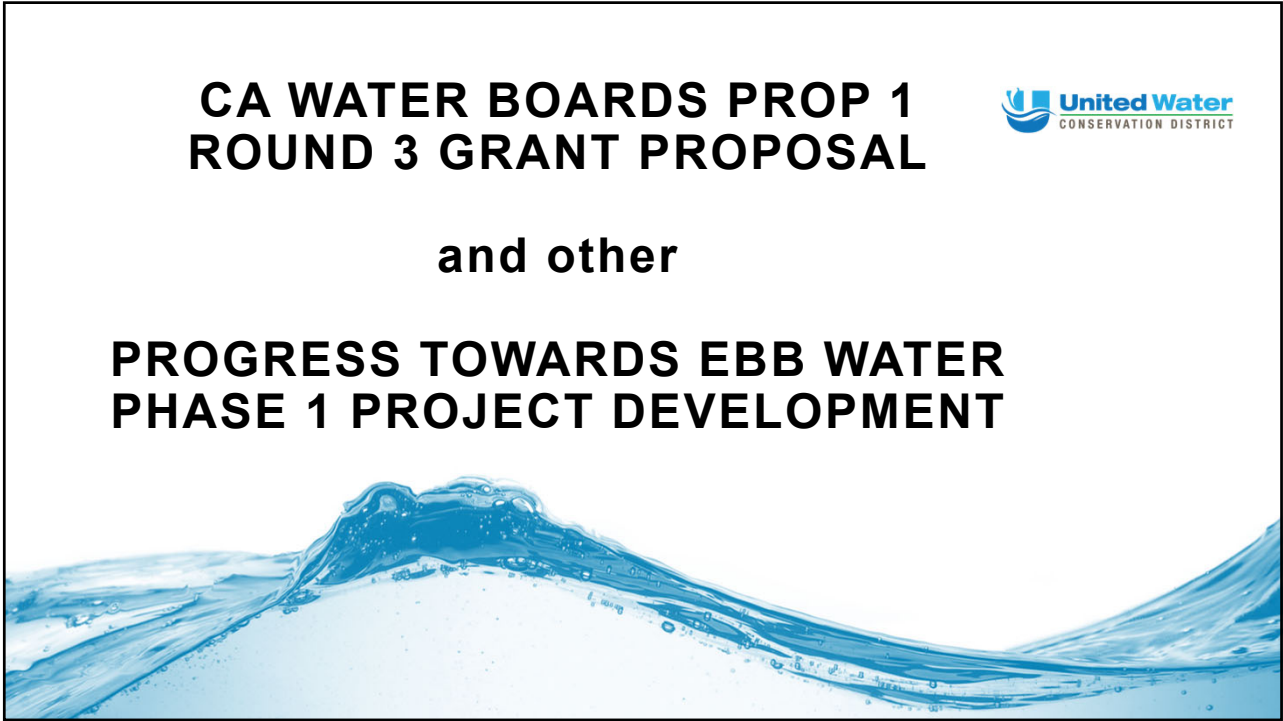 CA WATER BOARDS PROP 1
ROUND 3 GRANT PROPOSAL
United Water
CONSERVATION DISTRICT
and other
PROGRESS TOWARDS EBB WATER
PHASE 1 PROJECT DEVELOPMENT